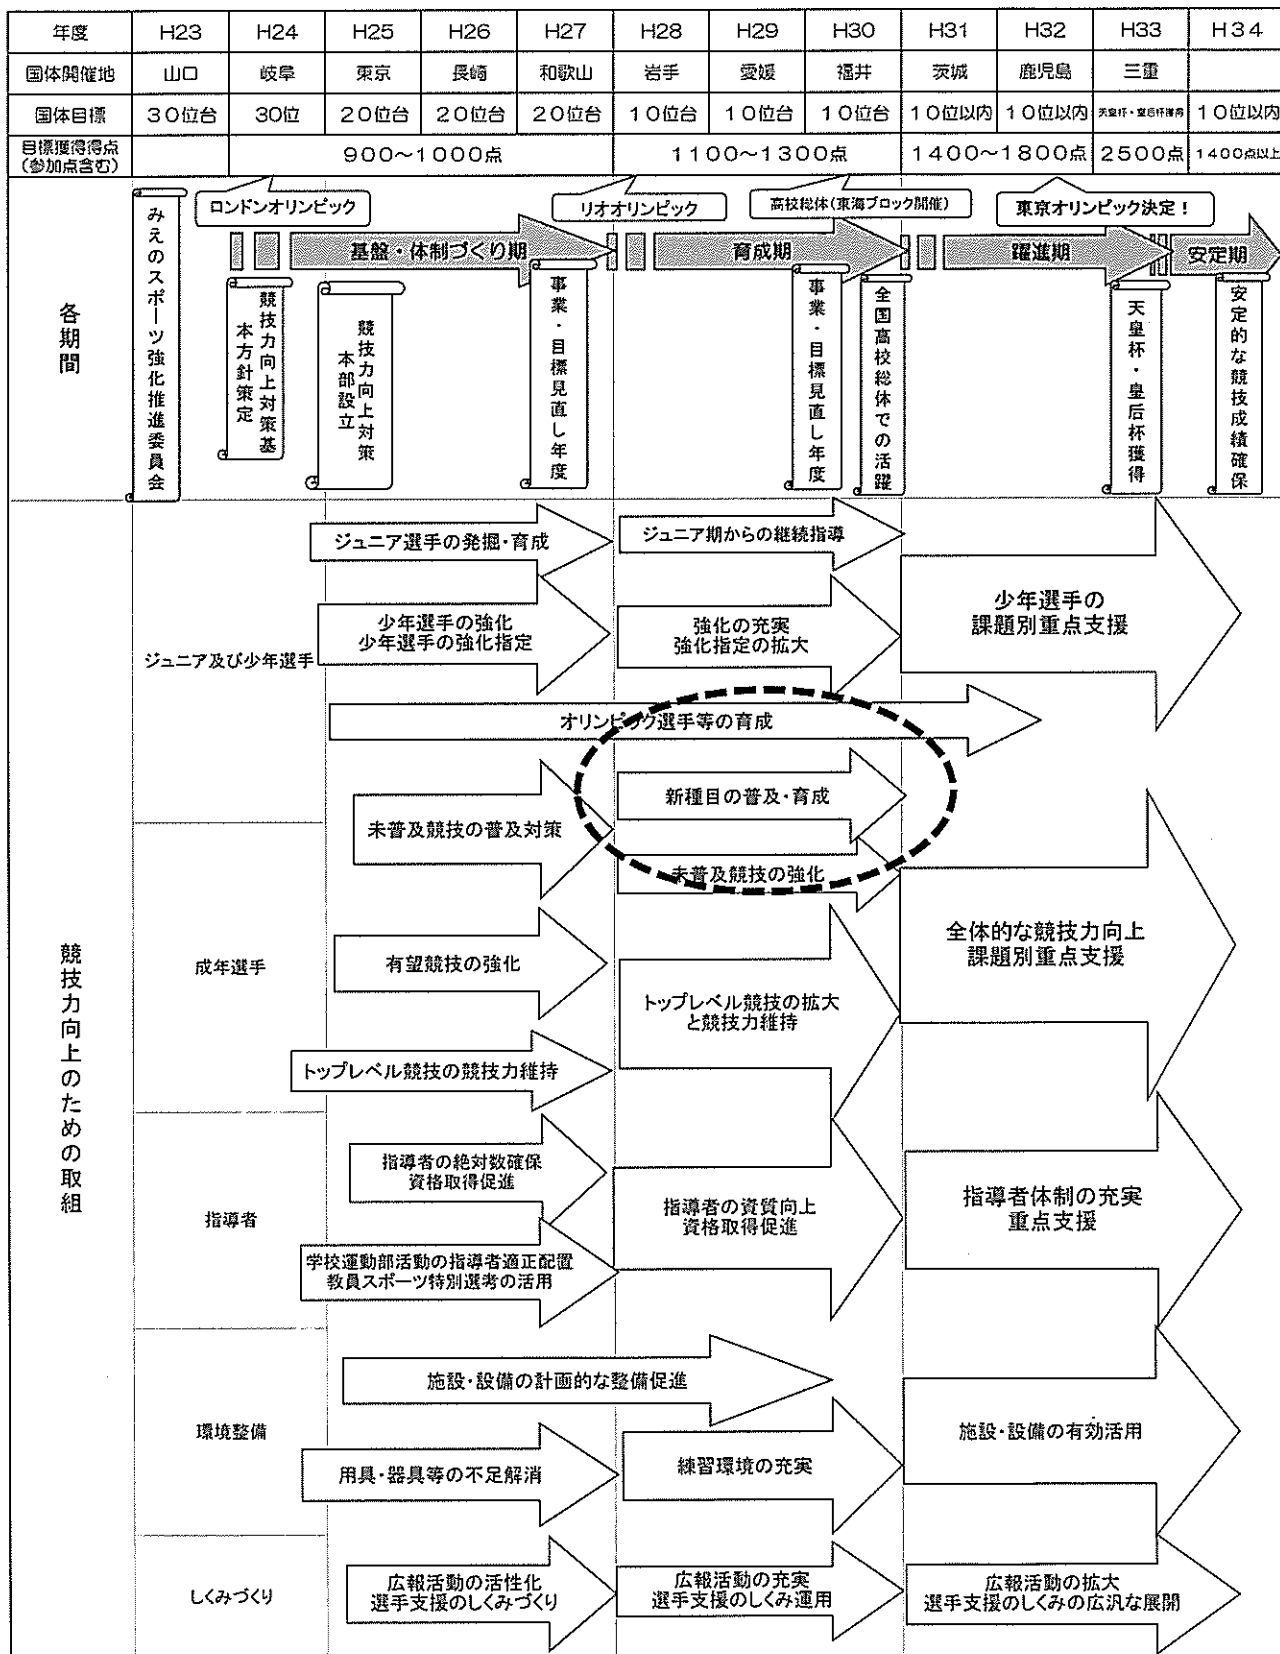 年度 H23 H24 H25 H26 H27 H28 H29 H30 H31 H32 H33 H34
国体開催地 山口 岐阜 東京 長崎 和歌山 岩手 愛媛 福井 茨城 鹿児島 三重
国体目標 30位台 30位 20位台 20位台 20位台 10位台 10位台 10位台 10位以内 10位以内 天皇杯・皇后杯獲得 10位以内
目標獲得得点
(参加点含む) 900~1000点 1100~1300点 1400~1800点 2500点 1400点以上
ロンドンオリンピック リオオリンピック 高校総体(東海ブロック開催) 東京オリンピック決定!
基盤・体制づくり期 育成期 躍進期 安定期
各期間
みえのスポーツ強化推進委員会
競技力向上対策基
本方針策定
競技力向上対策
本部設立
事業・目標見直し年度
事業・目標見直し年度
全国高校総体での活躍
天皇杯・皇后杯獲得
安定的な競技成績確保
競技力向上のための取組
ジュニア及び少年選手
ジュニア選手の発掘・育成
ジュニア期からの継続指導
少年選手の強化
少年選手の強化指定
強化の充実
強化指定の拡大
少年選手の
課題別重点支援
オリンピック選手等の育成
新種目の普及・育成
未普及競技の普及対策
未普及競技の強化
成年選手
有望競技の強化
トップレベル競技の拡大
と競技力維持
全体的な競技力向上
課題別重点支援
トップレベル競技の競技力維持
指導者
指導者の絶対数確保
資格取得促進
指導者の資質向上
資格取得促進
指導者体制の充実
重点支援
学校運動部活動の指導者適正配置
教員スポーツ特別選考の活用
環境整備
施設・設備の計画的な整備促進
用具・器具等の不足解消
練習環境の充実
施設・設備の有効活用
しくみづくり
広報活動の活性化
選手支援のしくみづくり
広報活動の充実
選手支援のしくみ運用
広報活動の拡大
選手支援のしくみの広汎な展開